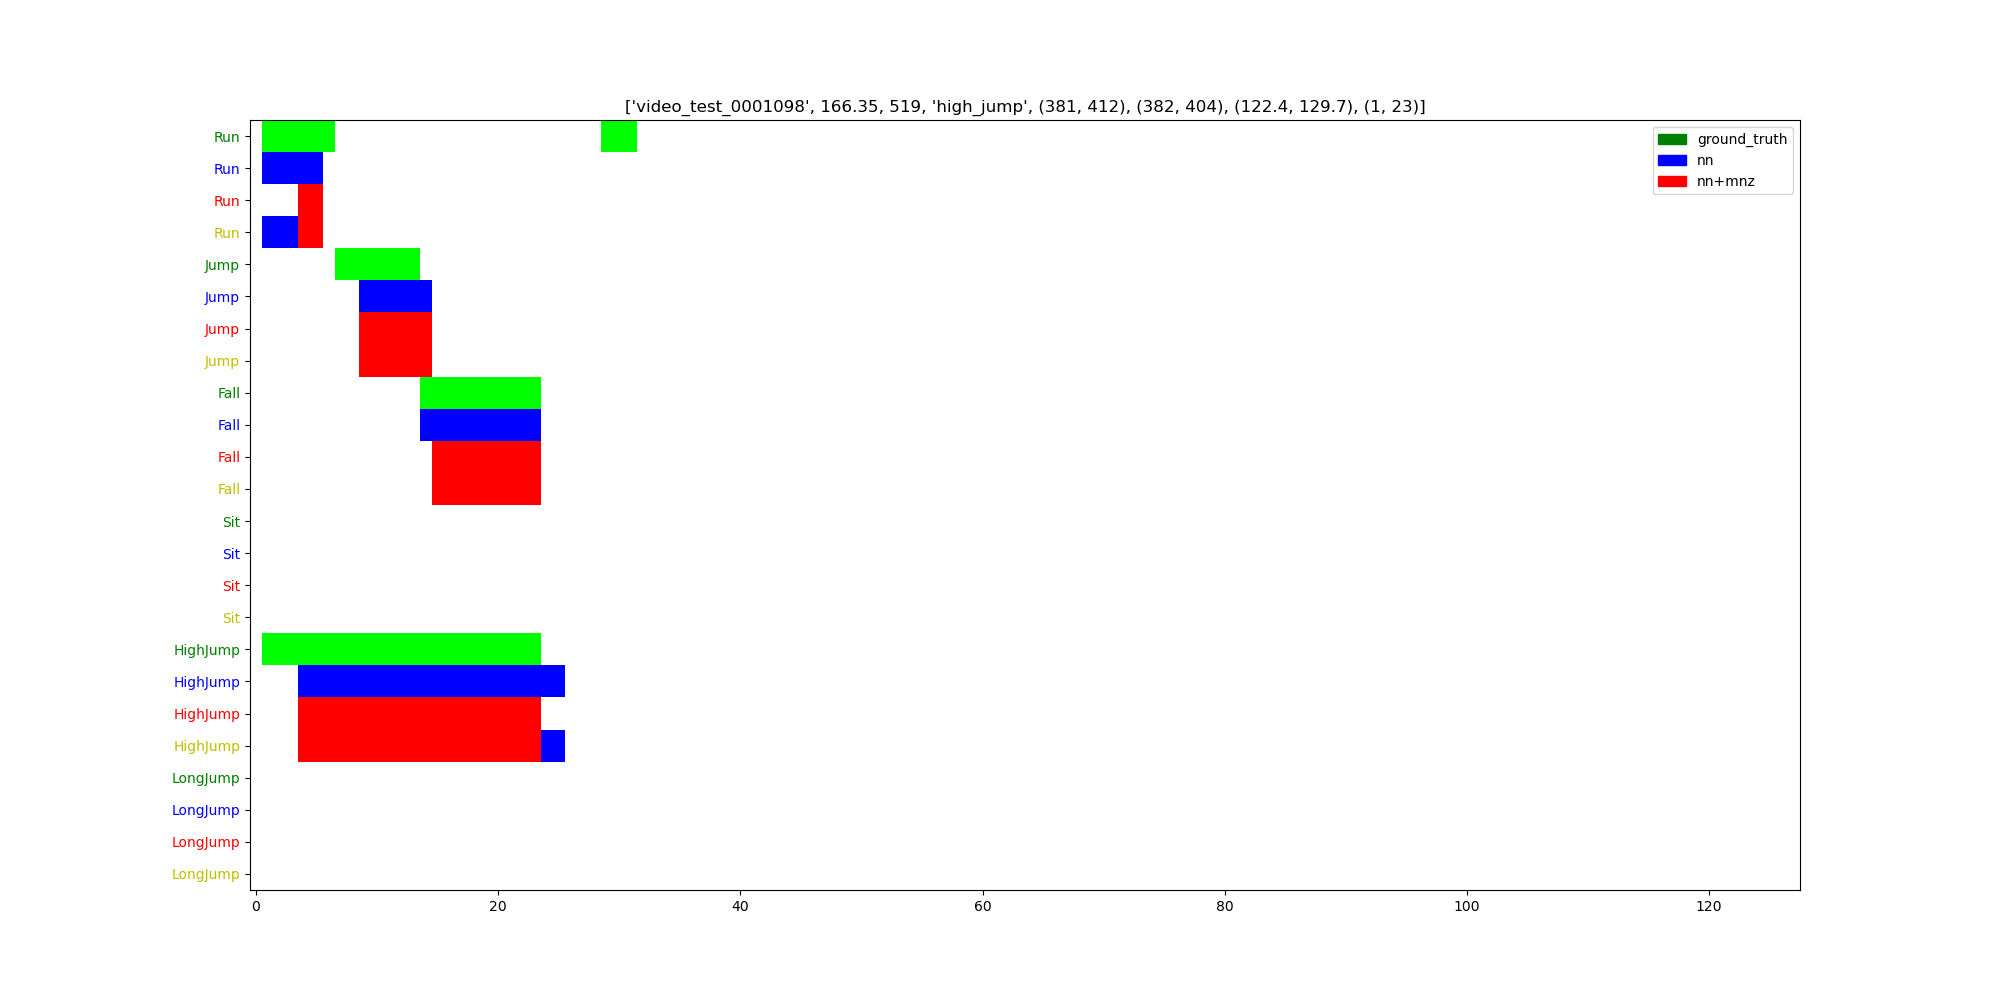 ['video_test_0001098', 166.35, 519, 'high_jump', (381, 412), (382, 404), (122.4, 129.7), (1, 23)]
ground_truth
nn
nn+mnz
Run
Run
Run
Run
Jump
Jump
Jump
Jump
Fall
Fall
Fall
Fall
Sit
Sit
Sit
Sit
HighJump
HighJump
HighJump
HighJump
LongJump
LongJump
LongJump
LongJump
0 20 40 60 80 100 120